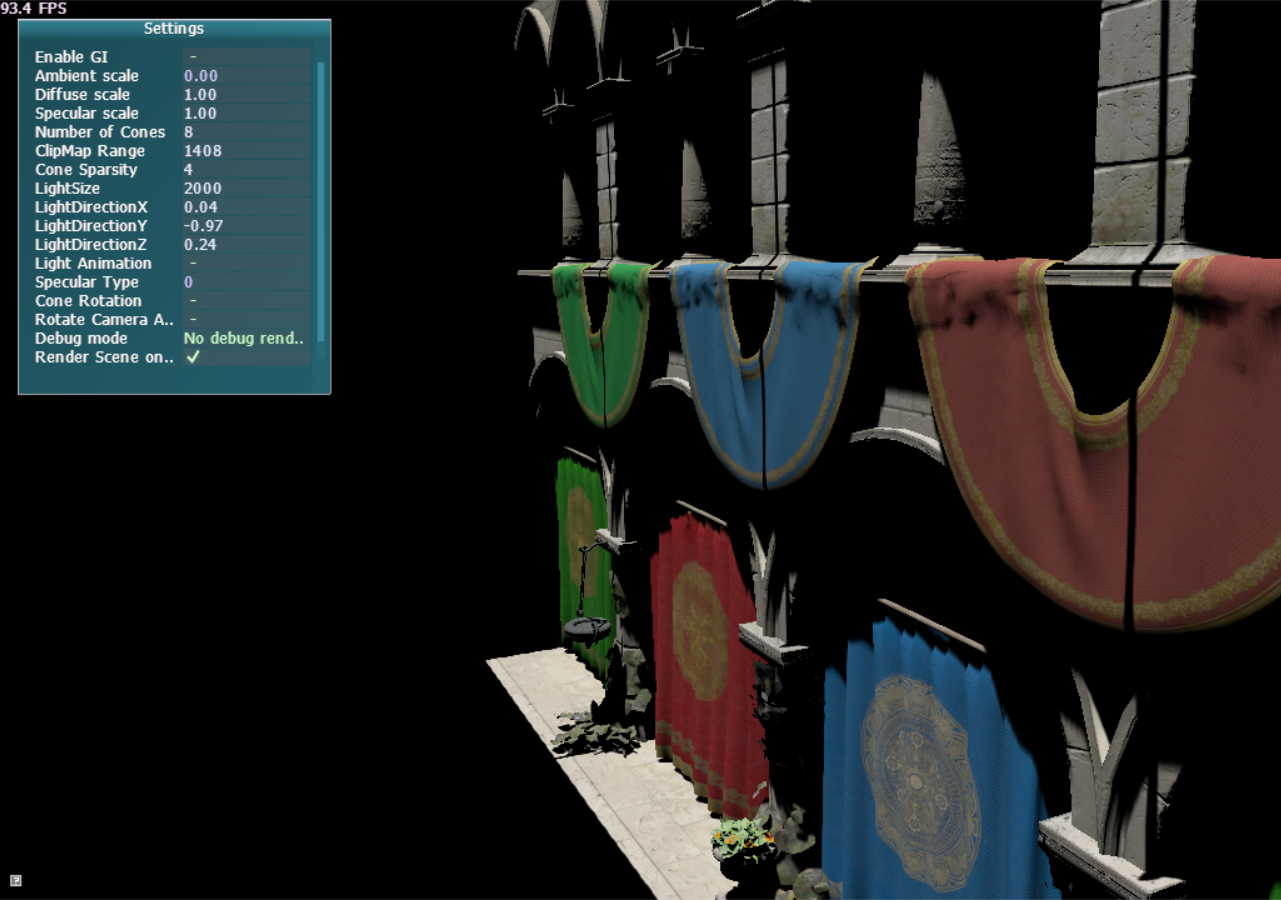 93.4 FPS
Settings
Enable GI -
Ambient scale 0.00
Diffuse scale 1.00
Specular scale 1.00
Number of Cones 8
ClipMap Range 1408
Cone Sparsity 4
LightSize 2000
LightDirectionX 0.04
LightDirectionY -0.97
LightDirectionZ 0.24
Light Animation -
Specular Type 0
Cone Rotation -
Rotate Camera A.. -
Debug mode No debug rend..
Render Scene on.. ✓
?